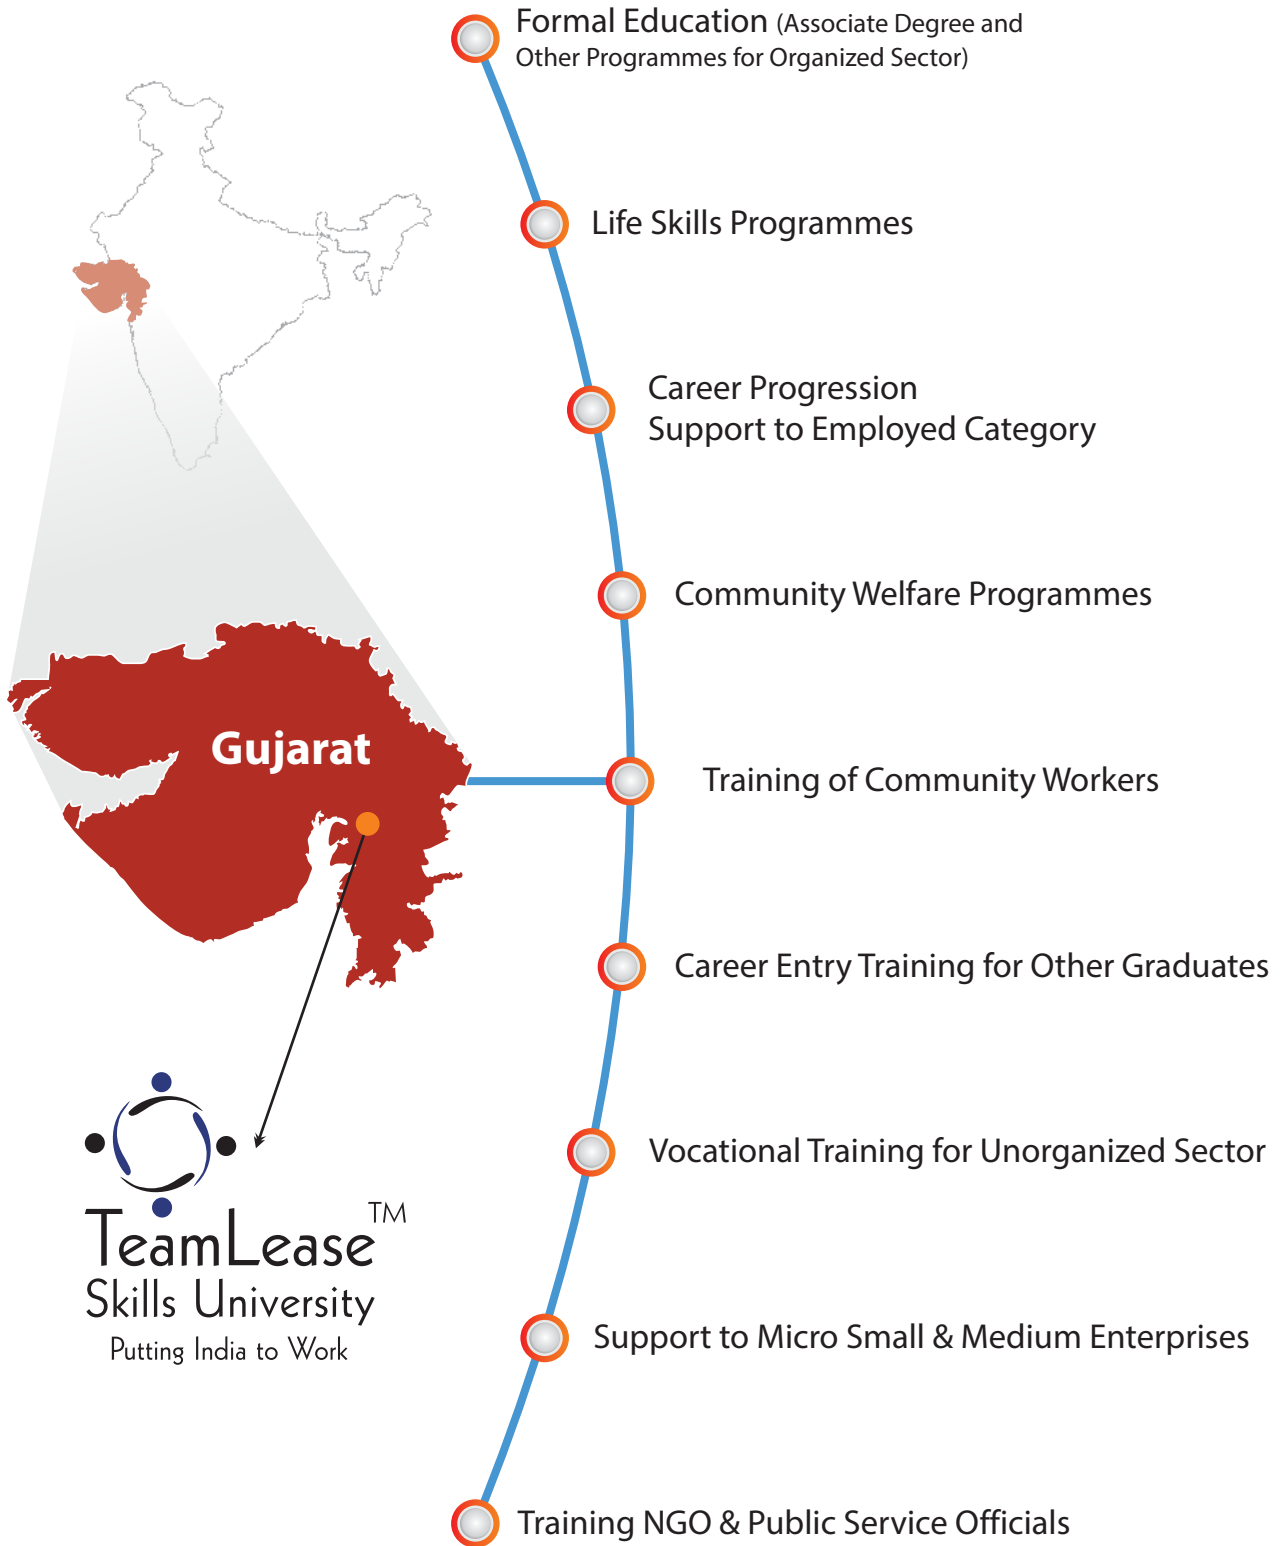 Formal Education (Associate Degree and
Other Programmes for Organized Sector)
Life Skills Programmes
Career Progression
Support to Employed Category
Community Welfare Programmes
Gujarat
Training of Community Workers
Career Entry Training for Other Graduates
Vocational Training for Unorganized Sector
TeamLease™
Skills University
Putting India to Work
Support to Micro Small & Medium Enterprises
Training NGO & Public Service Officials